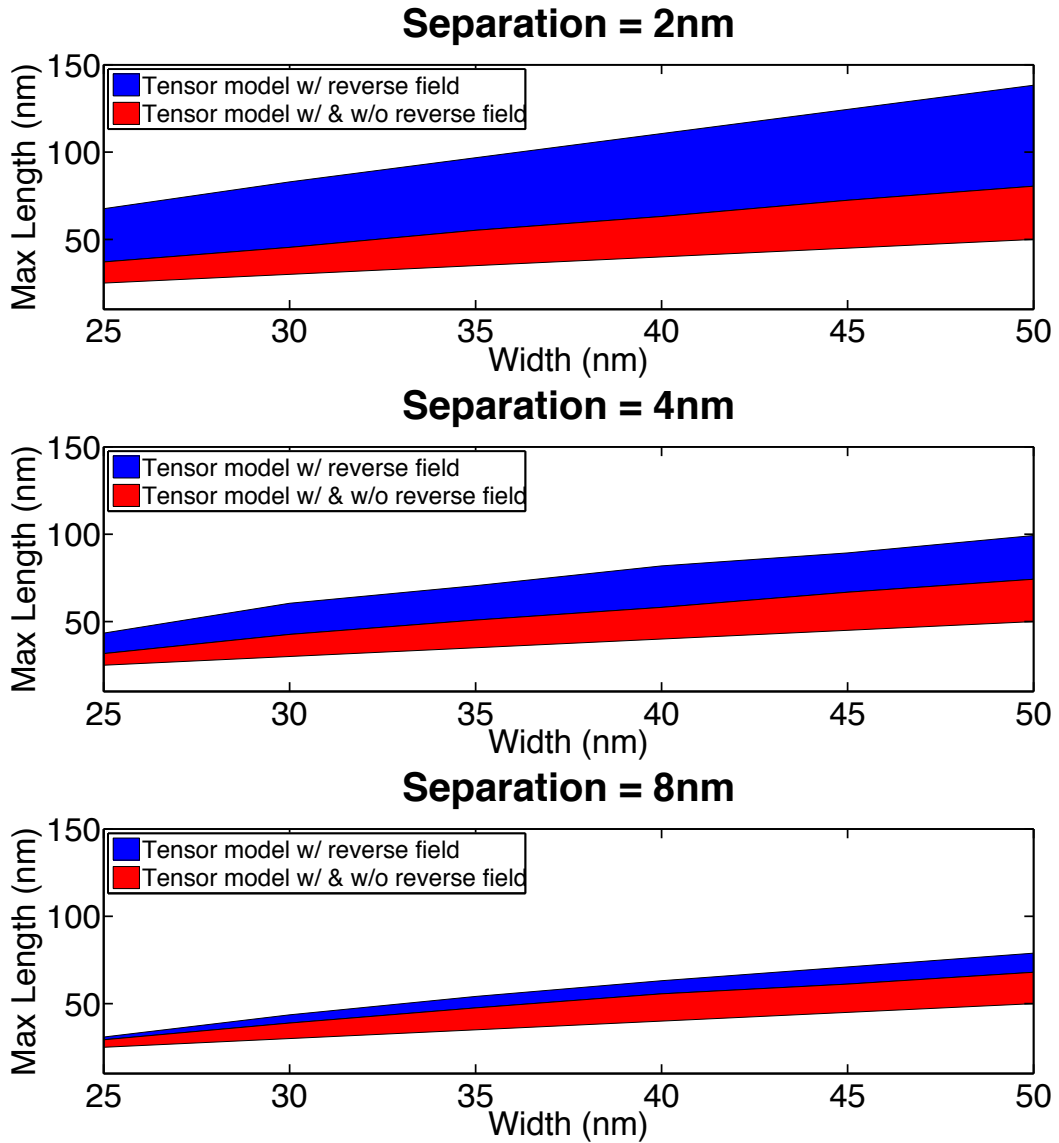 Separation = 2nm
150
Tensor model w/ reverse field
Tensor model w/ & w/o reverse field
100
50
Max Length (nm)
25 30 35 40 45 50
Width (nm)
Separation = 4nm
150
Tensor model w/ reverse field
Tensor model w/ & w/o reverse field
100
50
Max Length (nm)
25 30 35 40 45 50
Width (nm)
Separation = 8nm
150
Tensor model w/ reverse field
Tensor model w/ & w/o reverse field
100
50
Max Length (nm)
25 30 35 40 45 50
Width (nm)